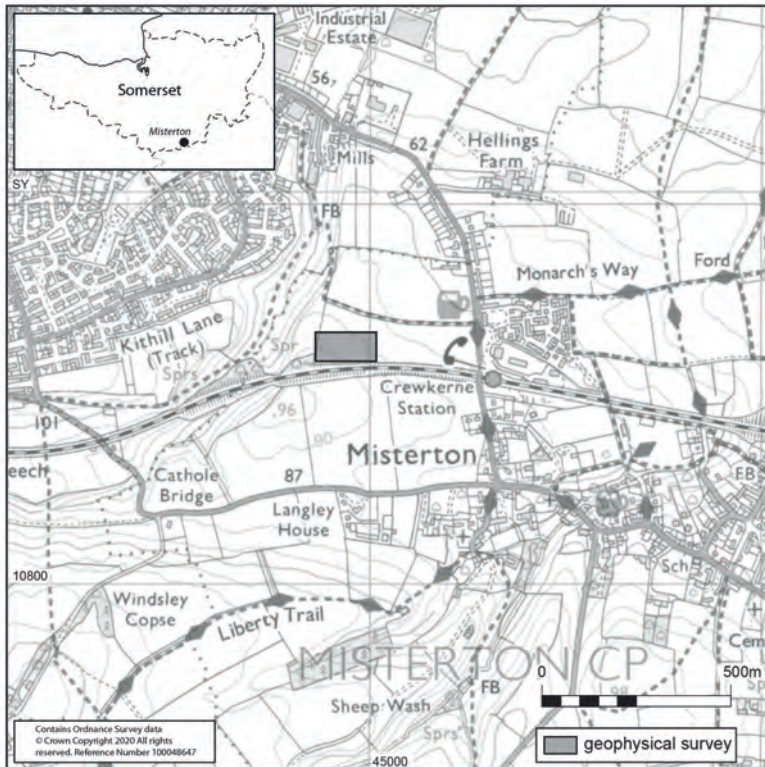 Industrial
Estate
56₇
Somerset
Misterton
62
Mills
Hellings
Farm
SY
FB
Monarch's Way
Ford
Kithill Lane
(Track)
Sprs
Spr
Crewkerne
Station
101
.96
90
Misterton
eech
Cathole
Bridge
87
Langley
House
FB
Sch
10800
Windsley
Copse
Liberty Trail
Cem
MISTERTON CP
0 500m
Sp
Sheep Wash
FB
98
Sprs
Contains Ordnance Survey data
© Crown Copyright 2020 All rights
reserved. Reference Number 100048647
geophysical survey
45000